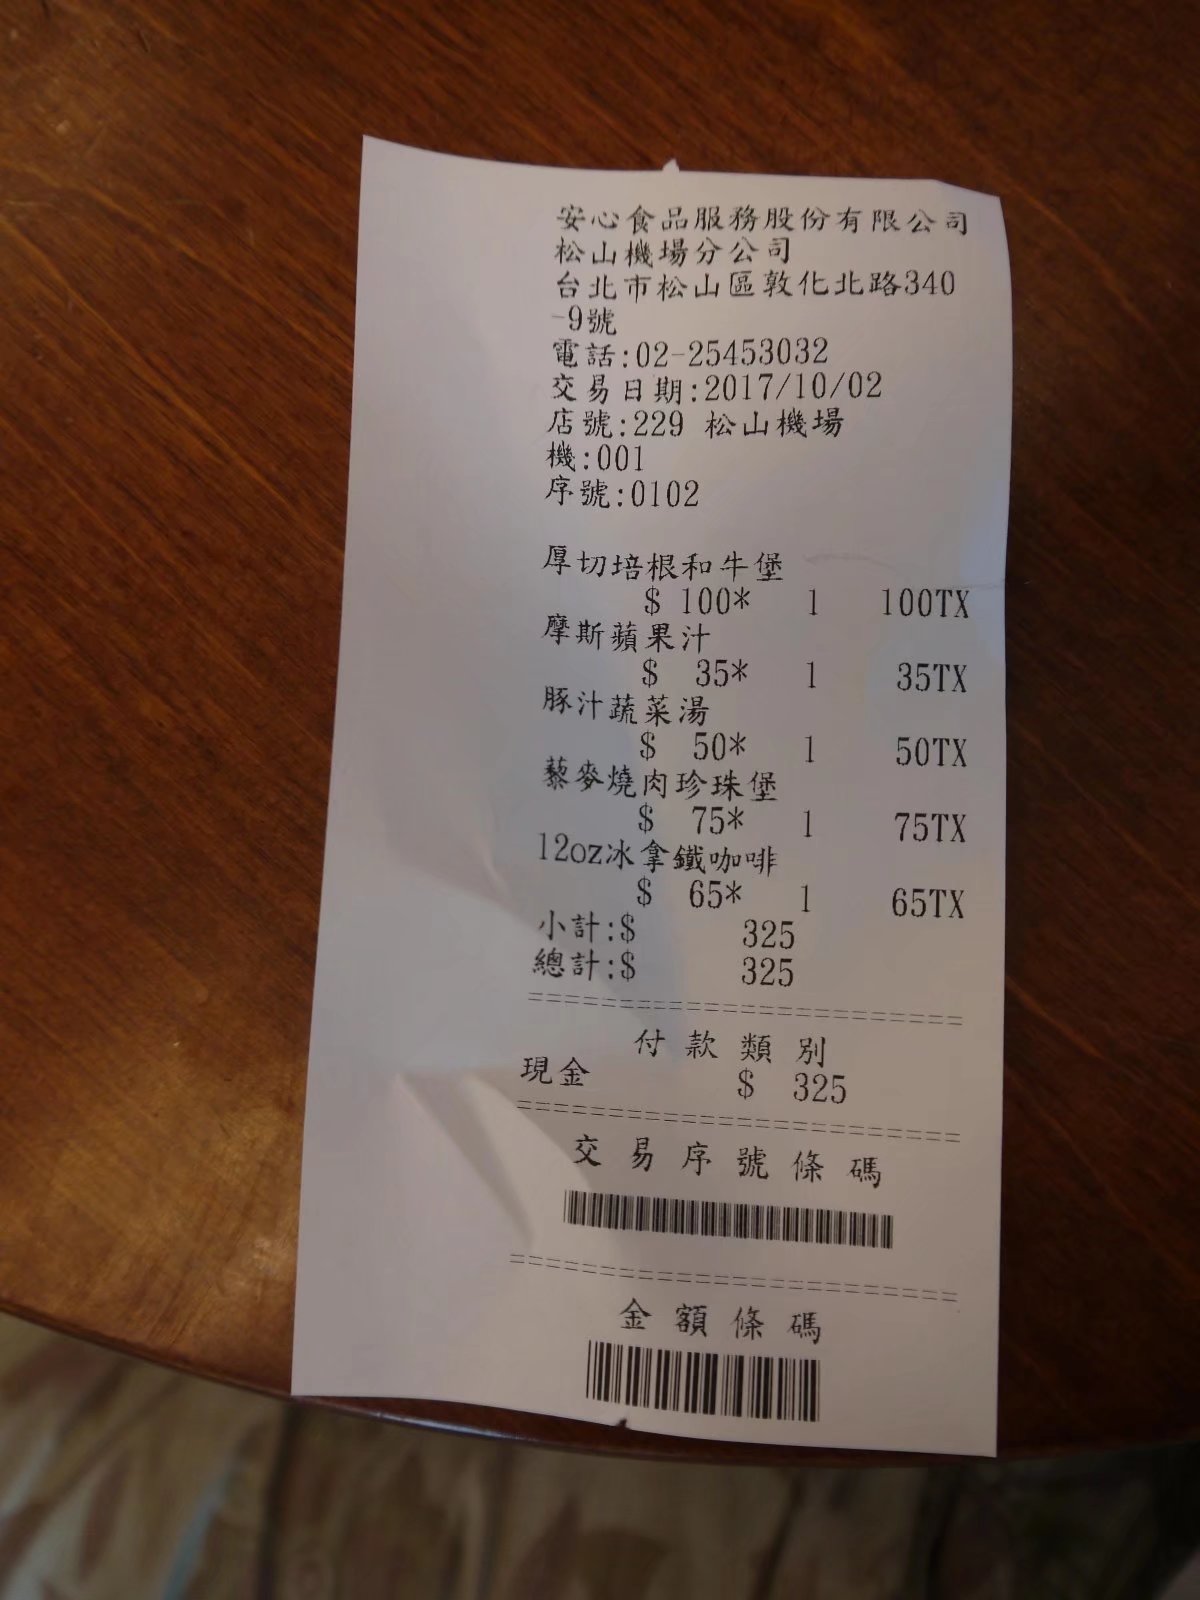 安心食品服務股份有限公司
松山機場分公司
台北市松山區敦化北路340
-9號
電話:02-25453032
交易日期:2017/10/02
店號:229 松山機場
機:001
序號:0102
厚切培根和牛堡
$ 100* 1 100TX
摩斯蘋果汁
$ 35* 1 35TX
豚汁蔬菜湯
$ 50* 1 50TX
藜麥燒肉珍珠堡
$ 75* 1 75TX
12oz冰拿鐵咖啡
$ 65* 1 65TX
小計:$ 325
總計:$ 325
==============================
付款類別
現金 $ 325
==============================
交易序號條碼
==============================
金額條碼